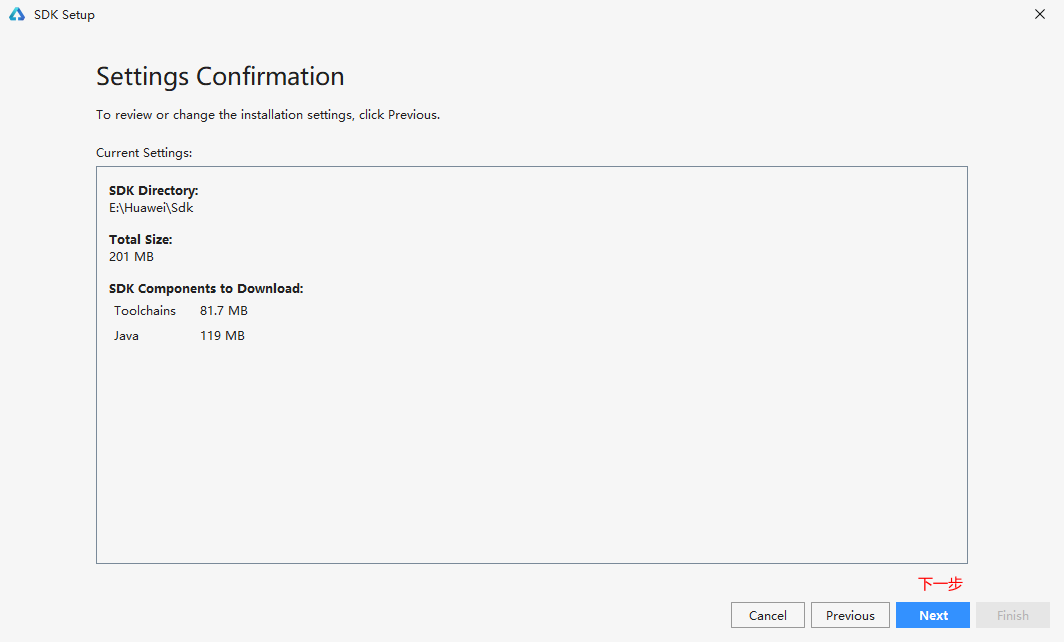 SDK Setup
Settings Confirmation
To review or change the installation settings, click Previous.
Current Settings:
SDK Directory:
E:\Huawei\Sdk
Total Size:
201 MB
SDK Components to Download:
Toolchains 81.7 MB
Java 119 MB
下一步
Cancel Previous Next Finish